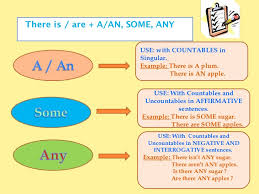 There is / are + A/AN, SOME, ANY
A / An
USE: with COUNTABLES in
Singular.
Example: There is A plum.
There is AN apple.
Some
USE: With Countables and
Uncountables in AFFIRMATIVE
sentences.
Example: There is SOME sugar.
There are SOME apples.
Any
USE: With Countables and
Uncountables in NEGATIVE AND
INTERROGATIVE sentences.
Example: There isn't ANY sugar.
There aren't ANY apples.
Is there ANY sugar ?
Are there ANY apples ?